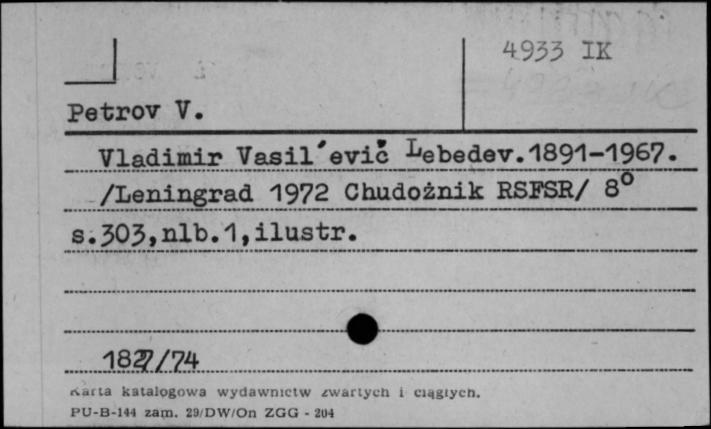 4933 IK
Petrov V.
Vladimir Vasil´evič Lebedev.1891-1967.
/Leningrad 1972 Chudożnik RSFSR/ 8°
s.303,nlb.1,ilustr.
1827/74
Karta katalogowa wydawnictw zwartych i ciągłych.
PU-B-144 zam. 29/DW/On ZGG - 204